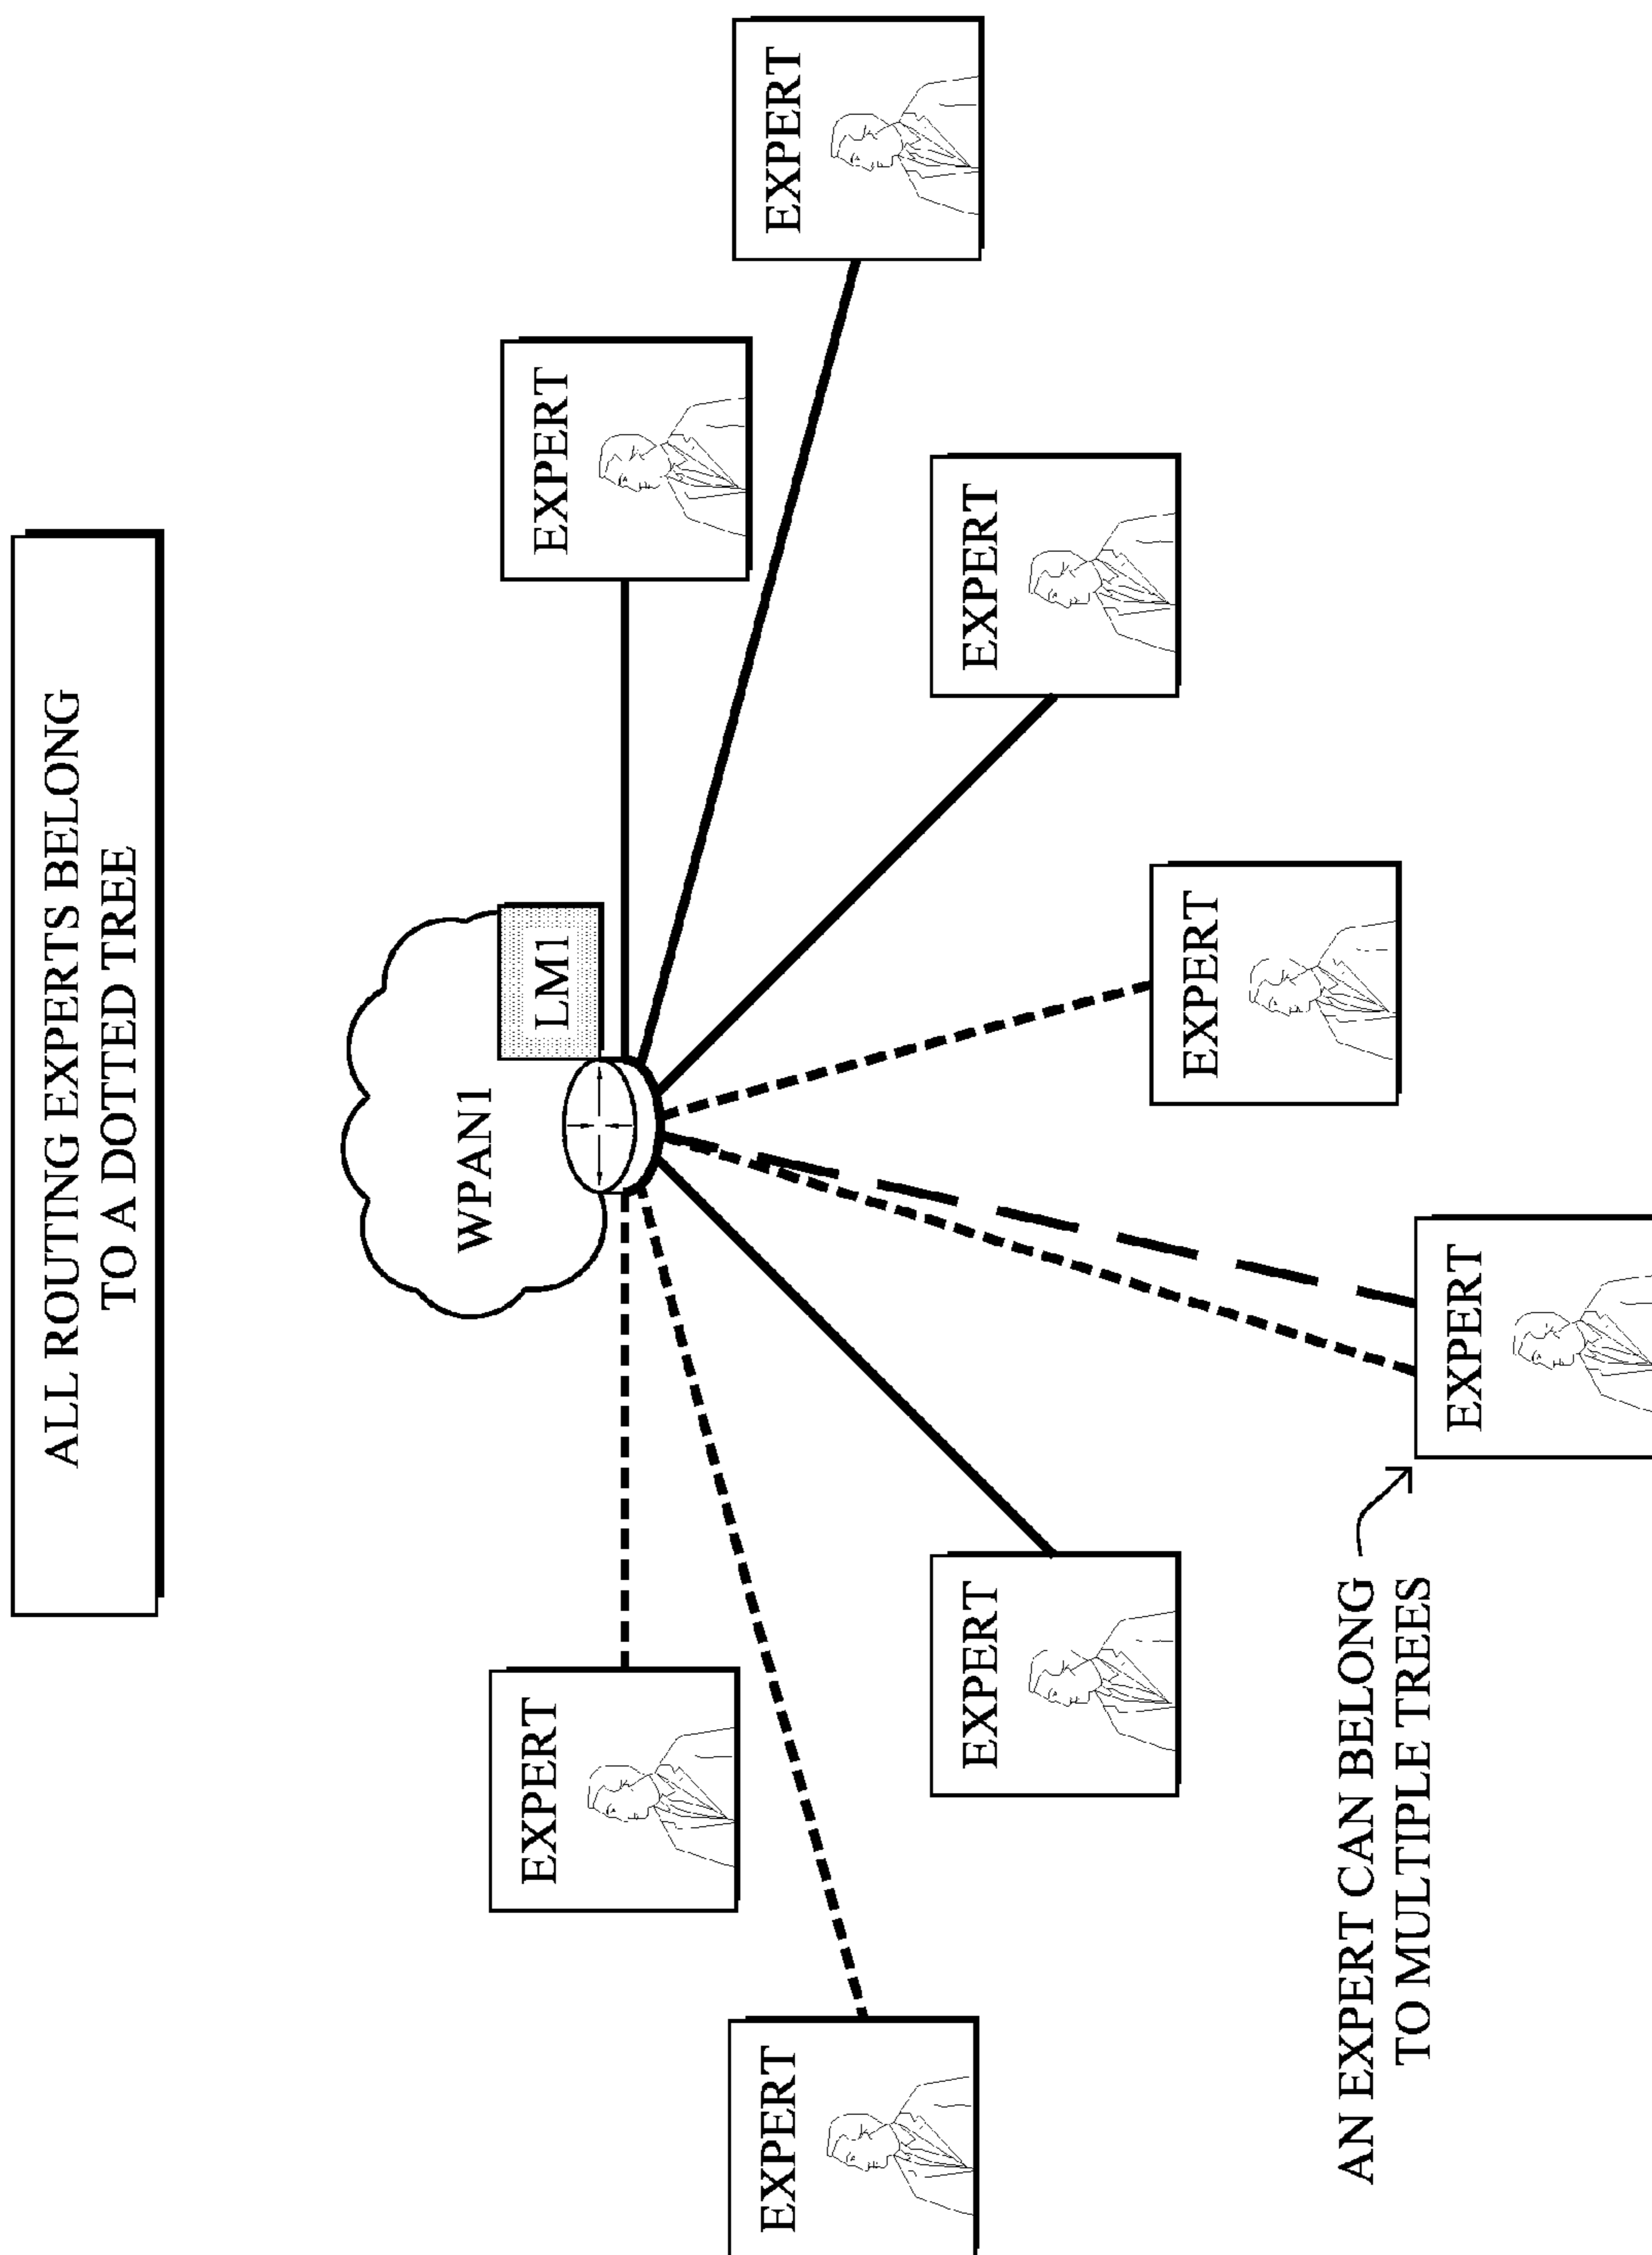 ALL ROUTING EXPERTS BELONG
TO A DOTTED TREE
WPAN1
LM1
EXPERT
EXPERT
EXPERT
EXPERT
EXPERT
EXPERT
EXPERT
EXPERT
AN EXPERT CAN BELONG
TO MULTIPLE TREES